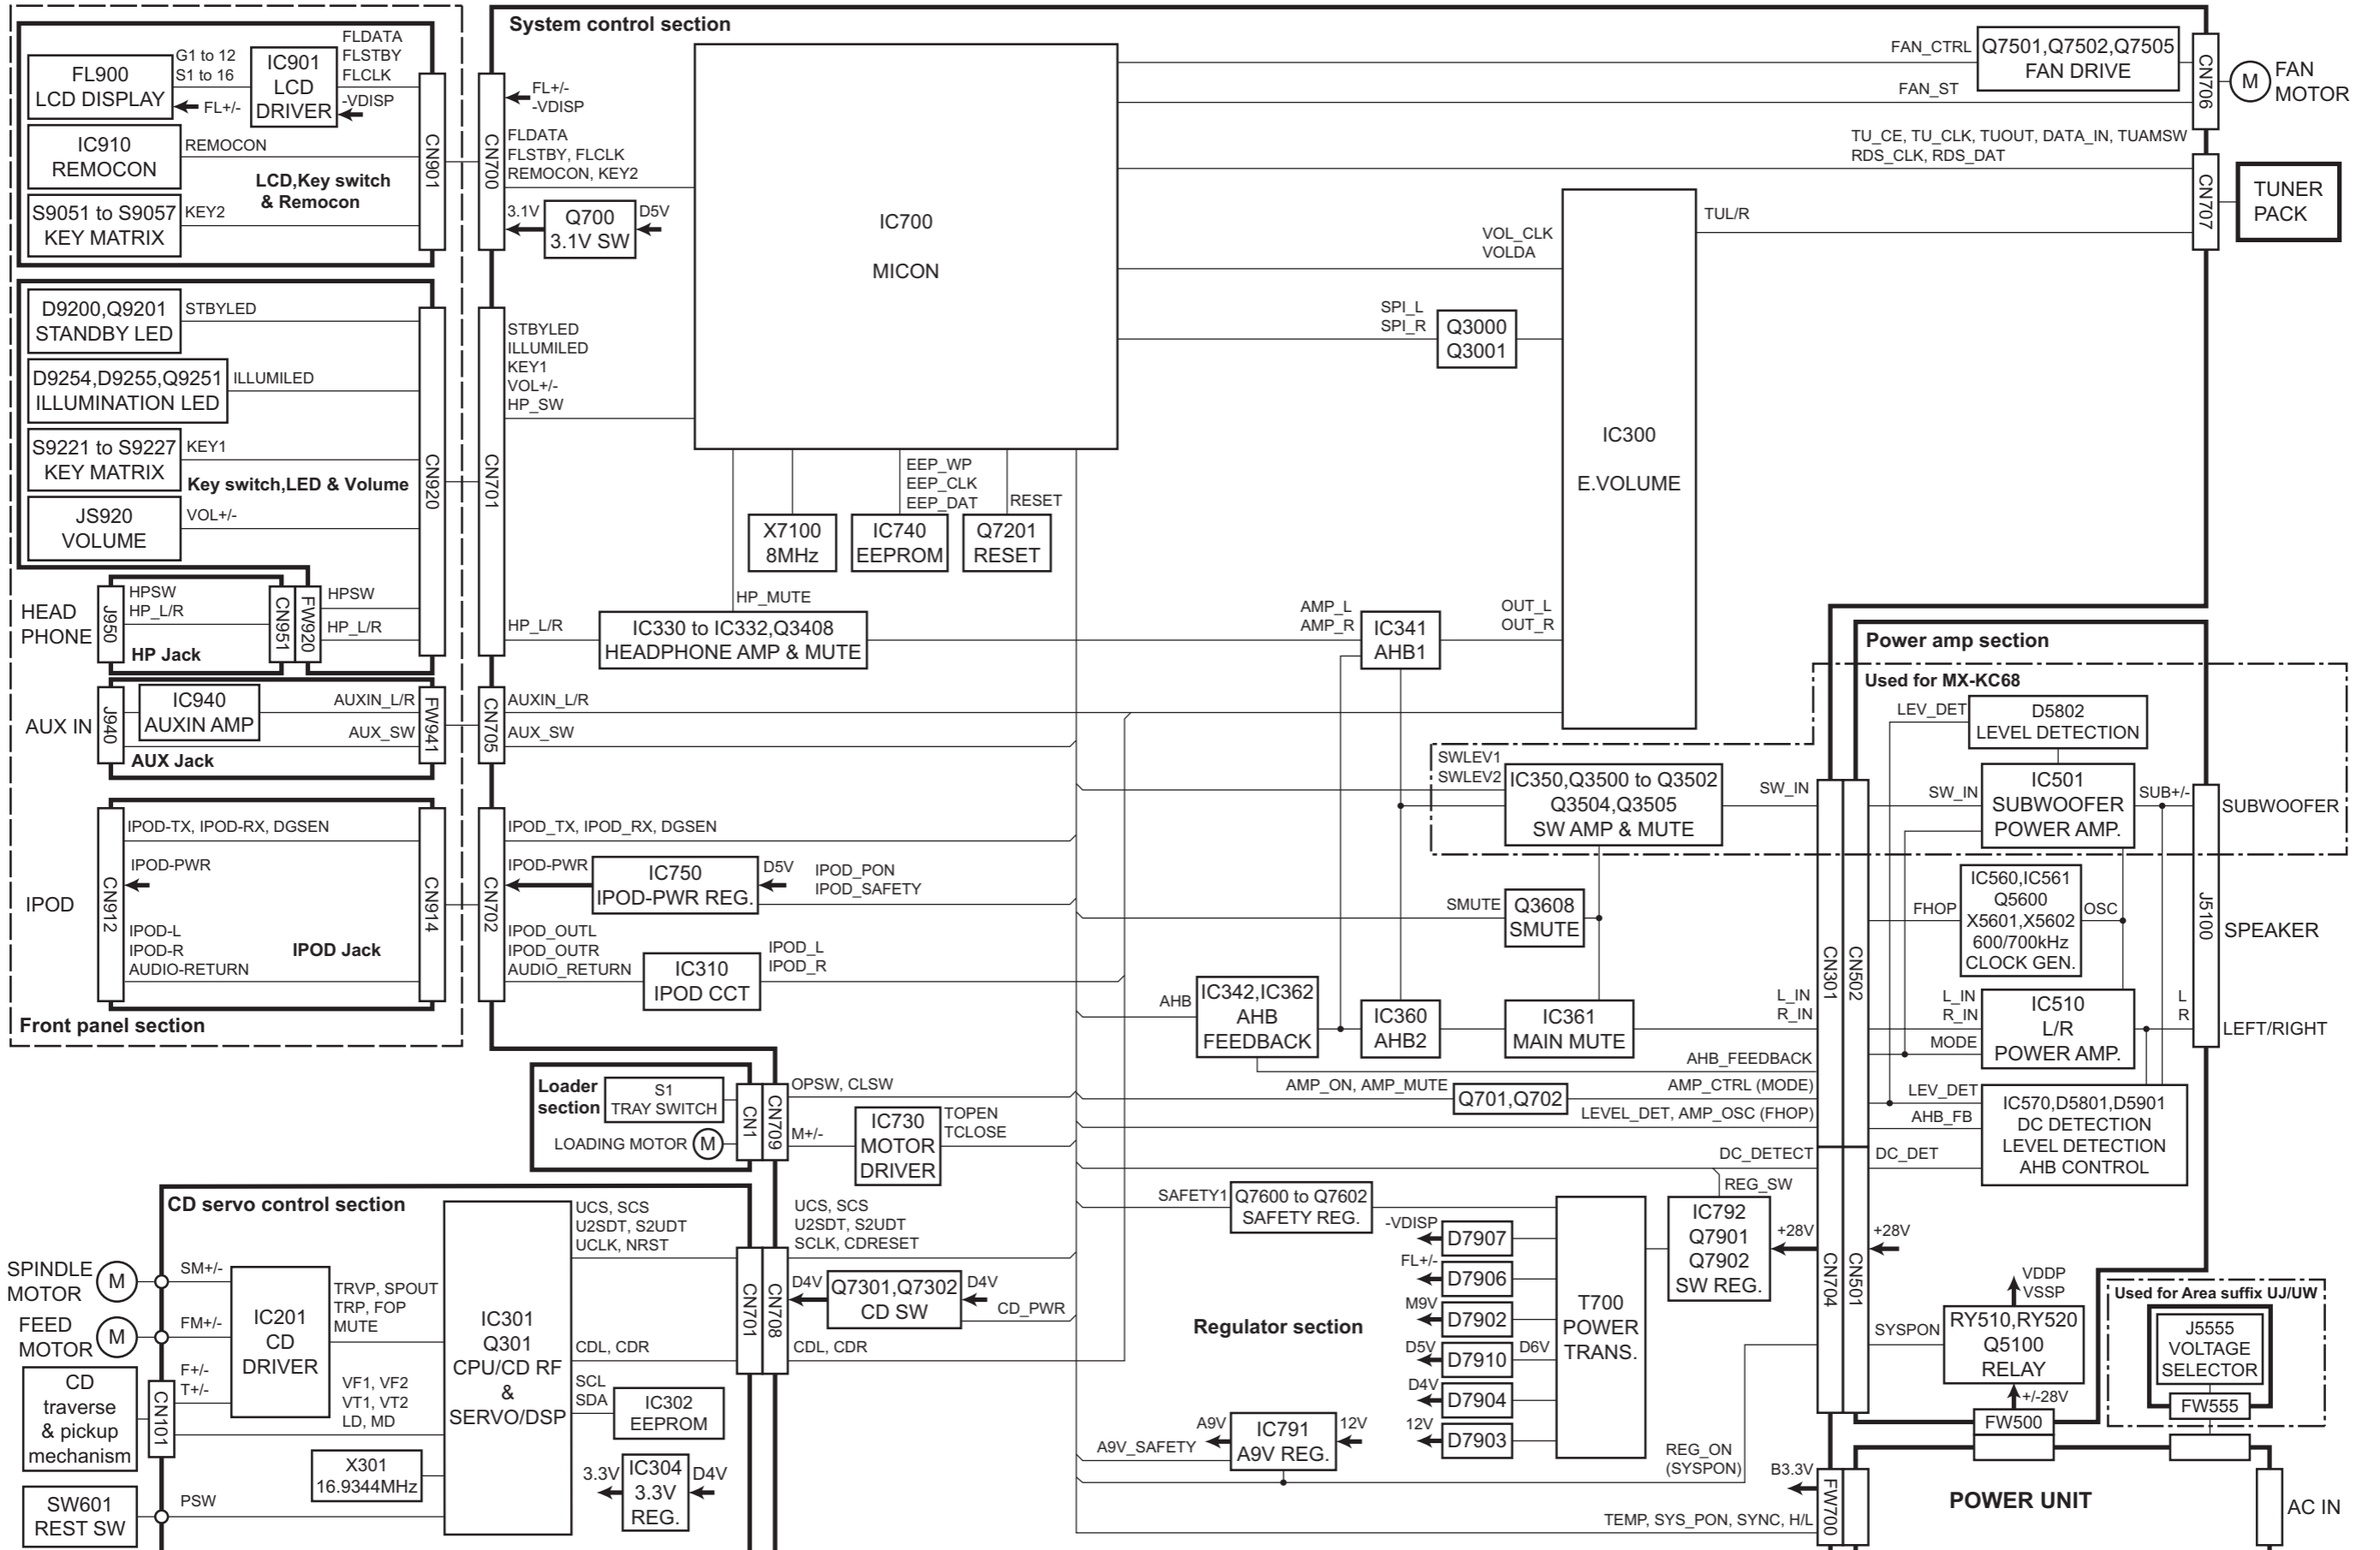 System control section
FL900
LCD DISPLAY
G1 to 12
S1 to 16
FL+/-
IC901
LCD
DRIVER
FLDATA
FLSTBY
FLCLK
-VDISP
IC910
REMOCON
REMOCON
LCD,Key switch
& Remocon
S9051 to S9057
KEY MATRIX
KEY2
CN901
CN700
FL+/-
-VDISP
FLDATA
FLSTBY, FLCLK
REMOCON, KEY2
3.1V
Q700
3.1V SW
D5V
IC700
MICON
FAN_CTRL
Q7501,Q7502,Q7505
FAN DRIVE
FAN_ST
CN706
M
FAN
MOTOR
TU_CE, TU_CLK, TUOUT, DATA_IN, TUAMSW
RDS_CLK, RDS_DAT
CN707
TUNER
PACK
TUL/R
VOL_CLK
VOLDA
SPI_L
SPI_R
Q3000
Q3001
IC300
E.VOLUME
D9200,Q9201
STANDBY LED
STBYLED
D9254,D9255,Q9251
ILLUMINATION LED
ILLUMILED
S9221 to S9227
KEY MATRIX
KEY1
Key switch,LED & Volume
JS920
VOLUME
VOL+/-
CN920
CN701
STBYLED
ILLUMILED
KEY1
VOL+/-
HP_SW
X7100
8MHz
EEP_WP
EEP_CLK
EEP_DAT
IC740
EEPROM
RESET
Q7201
RESET
HEAD
PHONE
J950
HPSW
HP_L/R
HP Jack
CN951
FW920
HPSW
HP_L/R
HP_L/R
HP_MUTE
IC330 to IC332,Q3408
HEADPHONE AMP & MUTE
AMP_L
AMP_R
IC341
AHB1
OUT_L
OUT_R
AUX IN
J940
IC940
AUXIN AMP
AUXIN_L/R
AUX_SW
AUX Jack
FW941
CN705
AUXIN_L/R
AUX_SW
Power amp section
Used for MX-KC68
LEV_DET
D5802
LEVEL DETECTION
SWLEV1
SWLEV2
IC350,Q3500 to Q3502
Q3504,Q3505
SW AMP & MUTE
SW_IN
SW_IN
IC501
SUBWOOFER
POWER AMP.
SUB+/-
SUBWOOFER
IPOD
CN912
IPOD-TX, IPOD-RX, DGSEN
IPOD-PWR
IPOD-L
IPOD-R
AUDIO-RETURN
IPOD Jack
CN914
CN702
IPOD_TX, IPOD_RX, DGSEN
IPOD-PWR
IC750
IPOD-PWR REG.
D5V
IPOD_PON
IPOD_SAFETY
IPOD_OUTL
IPOD_OUTR
AUDIO_RETURN
IC310
IPOD CCT
IPOD_L
IPOD_R
Front panel section
SMUTE
Q3608
SMUTE
AHB
IC342,IC362
AHB
FEEDBACK
IC360
AHB2
IC361
MAIN MUTE
L_IN
R_IN
CN301
CN502
FHOP
IC560,IC561
Q5600
X5601,X5602
600/700kHz
CLOCK GEN.
OSC
J5100
SPEAKER
L_IN
R_IN
MODE
IC510
L/R
POWER AMP.
L
R
LEFT/RIGHT
AHB_FEEDBACK
AMP_ON, AMP_MUTE
Q701,Q702
AMP_CTRL (MODE)
LEVEL_DET, AMP_OSC (FHOP)
LEV_DET
AHB_FB
IC570,D5801,D5901
DC DETECTION
LEVEL DETECTION
AHB CONTROL
DC_DETECT
DC_DET
Loader
section
S1
TRAY SWITCH
LOADING MOTOR
M
CN1
CN709
OPSW, CLSW
M+/-
IC730
MOTOR
DRIVER
TOPEN
TCLOSE
CD servo control section
SPINDLE
MOTOR
M
SM+/-
FEED
MOTOR
M
FM+/-
F+/-
T+/-
CD
traverse
& pickup
mechanism
CN101
IC201
CD
DRIVER
TRVP, SPOUT
TRP, FOP
MUTE
VF1, VF2
VT1, VT2
LD, MD
X301
16.9344MHz
SW601
REST SW
PSW
IC301
Q301
CPU/CD RF
&
SERVO/DSP
UCS, SCS
U2SDT, S2UDT
UCLK, NRST
CDL, CDR
SCL
SDA
IC302
EEPROM
3.3V
IC304
3.3V
REG.
D4V
CN701
CN708
UCS, SCS
U2SDT, S2UDT
SCLK, CDRESET
D4V
Q7301,Q7302
CD SW
D4V
CD_PWR
CDL, CDR
Regulator section
SAFETY1
Q7600 to Q7602
SAFETY REG.
-VDISP
D7907
FL+/-
D7906
M9V
D7902
D5V
D7910
D6V
D4V
D7904
12V
D7903
T700
POWER
TRANS.
REG_SW
IC792
Q7901
Q7902
SW REG.
+28V
CN704
CN501
+28V
A9V_SAFETY
A9V
IC791
A9V REG.
12V
REG_ON
(SYSPON)
SYSPON
VDDP
VSSP
RY510,RY520
Q5100
RELAY
+/-28V
FW500
Used for Area suffix UJ/UW
J5555
VOLTAGE
SELECTOR
FW555
B3.3V
FW700
TEMP, SYS_PON, SYNC, H/L
POWER UNIT
AC IN